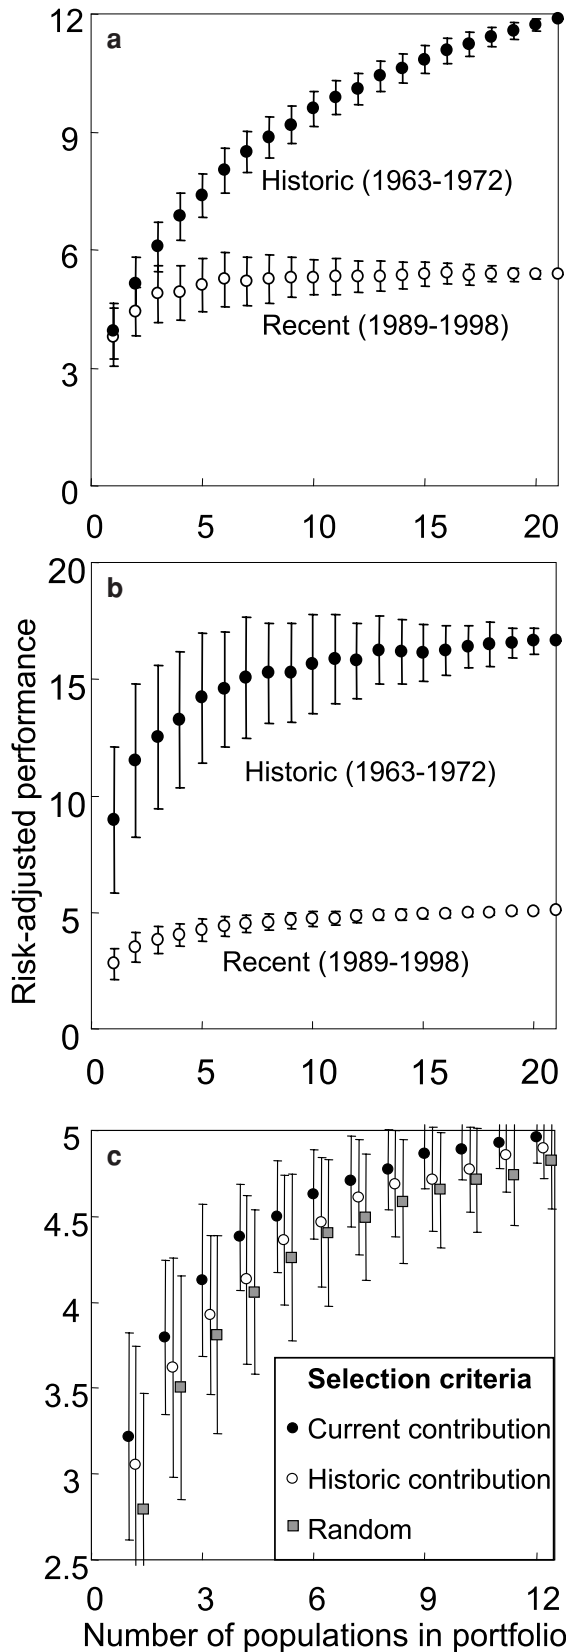 12
a
9
Historic (1963-1972)
6
Recent (1989-1998)
3
0
0 5 10 15 20
20
b
15
Historic (1963-1972)
10
5
Recent (1989-1998)
0
0 5 10 15 20
Risk-adjusted performance
5
c
4.5
4
3.5
3
2.5
Selection criteria
Current contribution
Historic contribution
Random
0 3 6 9 12
Number of populations in portfolio